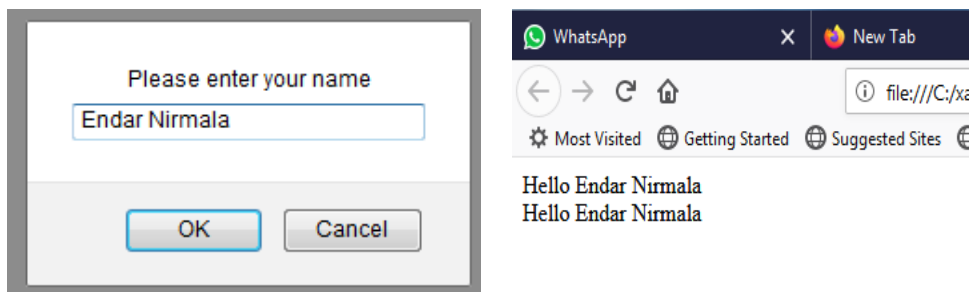 Please enter your name
Endar Nirmala
OK Cancel
WhatsApp New Tab
file:///C:/xa
Most Visited Getting Started Suggested Sites
Hello Endar Nirmala
Hello Endar Nirmala